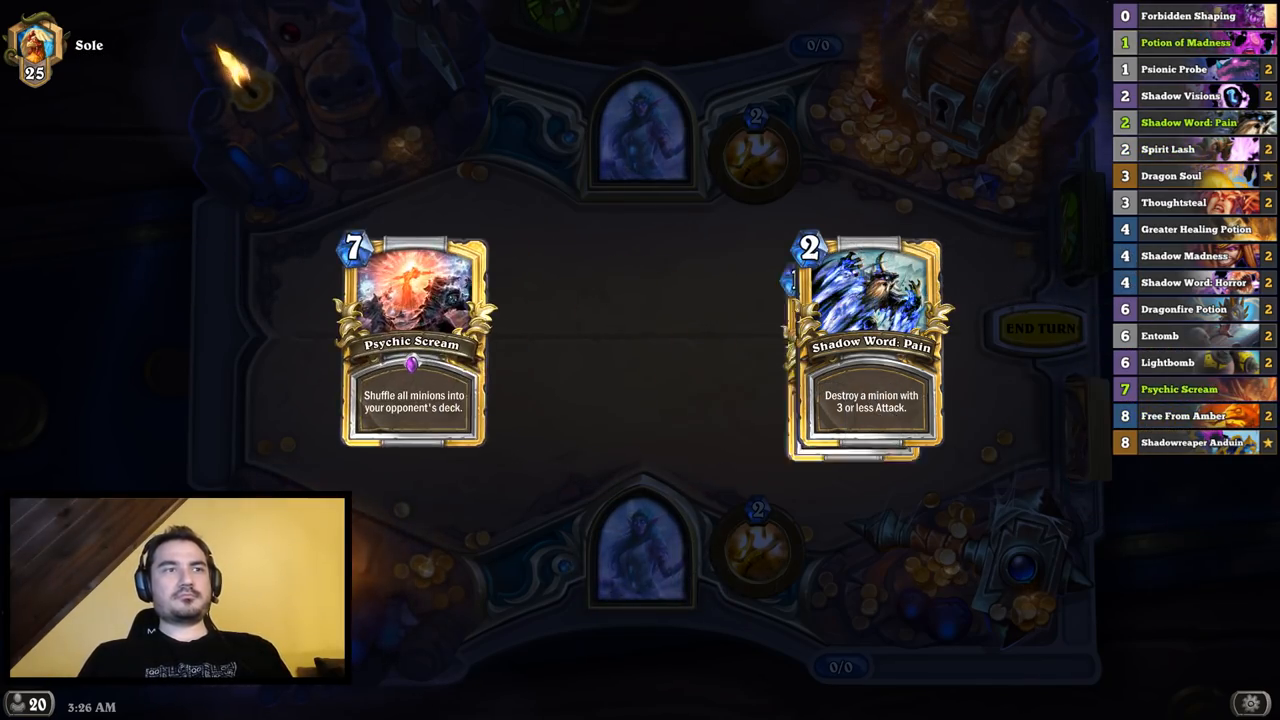 Sole
25
0/0
2
7
Psychic Scream
Shuffle all minions into
your opponent's deck.
2
Shadow Word: Pain
Destroy a minion with
3 or less Attack.
END TURN
2
0/0
20
3:26 AM
0 Forbidden Shaping
1 Potion of Madness
1 Psionic Probe 2
2 Shadow Visions 2
2 Shadow Word: Pain
2 Spirit Lash 2
3 Dragon Soul
3 Thoughtsteal 2
4 Greater Healing Potion
4 Shadow Madness 2
4 Shadow Word: Horror 2
6 Dragonfire Potion 2
6 Entomb 2
6 Lightbomb 2
7 Psychic Scream
8 Free From Amber 2
8 Shadowreaper Anduin